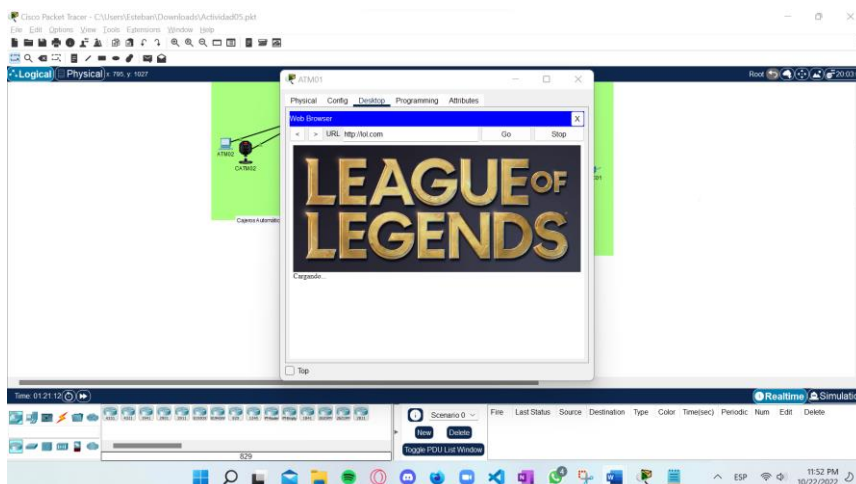 Cisco Packet Tracer - C:\Users\Esteban\Downloads\Actividad05.pkt
File Edit Options View Tools Extensions Window Help
Logical Physical x: 795, y: 1027
Root
ATM01
Physical Config Desktop Programming Attributes
Web Browser X
< > URL http://lol.com Go Stop
ATM02
CATM02
LEAGUE OF
LEGENDS
Cargando...
Top
Time: 01:21:12
Realtime
Scenario 0
Fire Last Status Source Destination Type Color Time(sec) Periodic Num Edit Delete
New Delete
Toggle PDU List Window
829
ESP
11:52 PM
10/22/2022